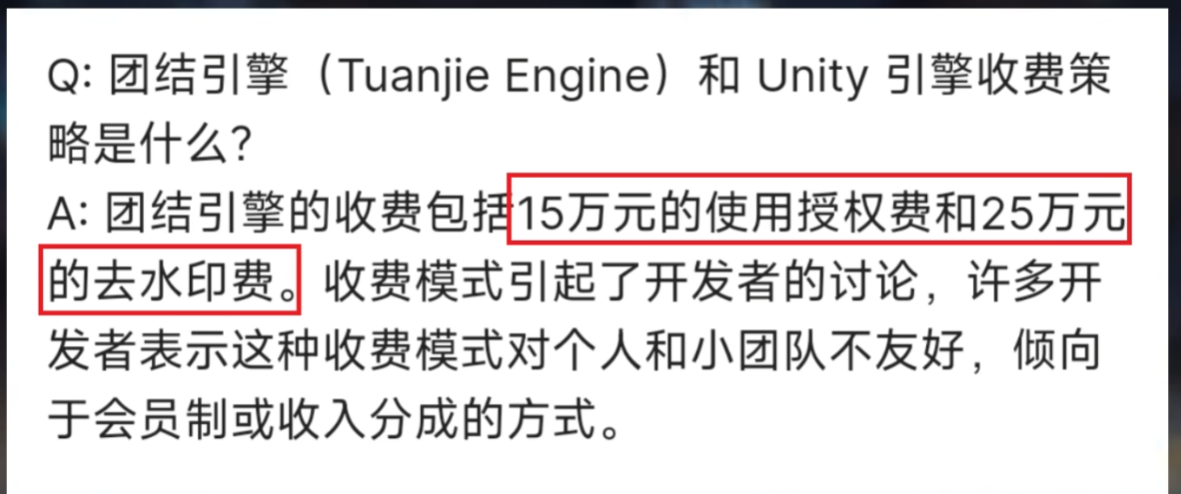 Q: 团结引擎（Tuanjie Engine）和 Unity 引擎收费策
略是什么？
A: 团结引擎的收费包括15万元的使用授权费和25万元
的去水印费。收费模式引起了开发者的讨论，许多开
发者表示这种收费模式对个人和小团队不友好，倾向
于会员制或收入分成的方式。